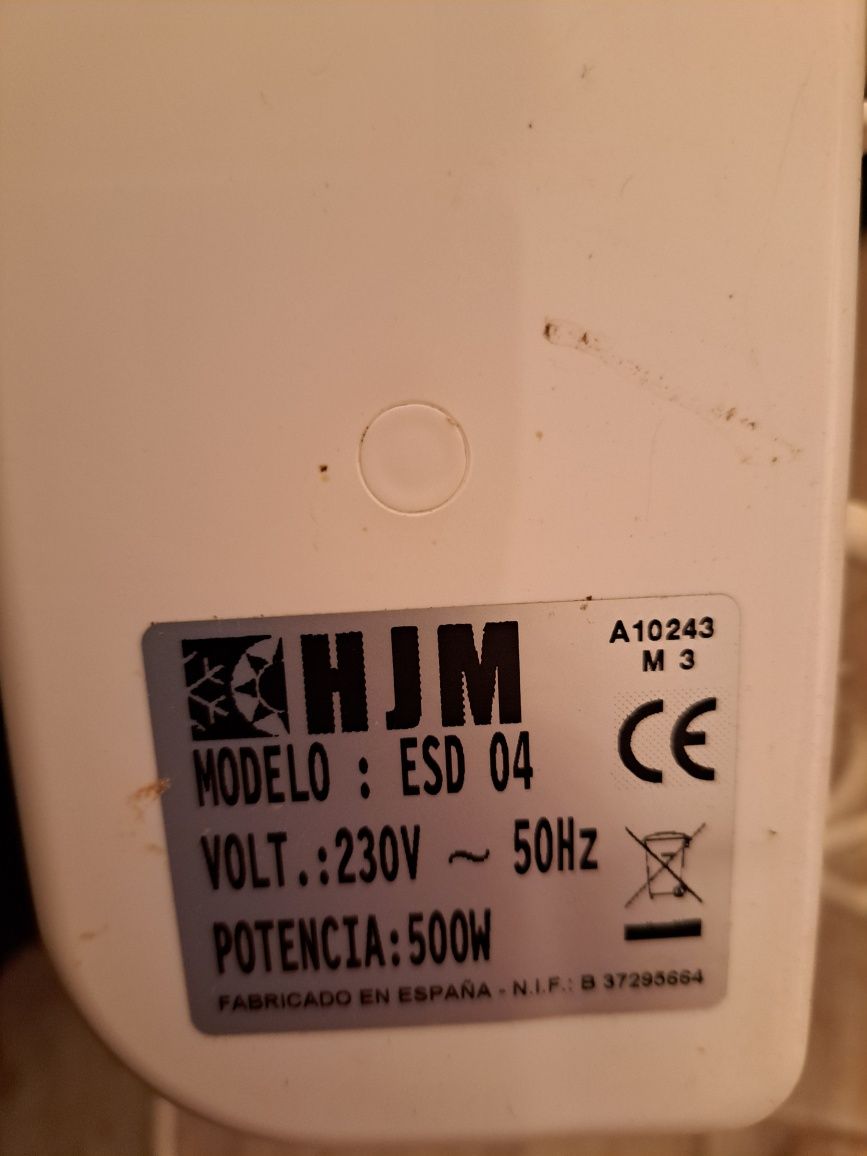 HJM
A10243
M 3
CE
MODELO : ESD 04
VOLT.:230V ~ 50Hz
POTENCIA:500W
FABRICADO EN ESPAÑA - N.I.F.: B 37295664